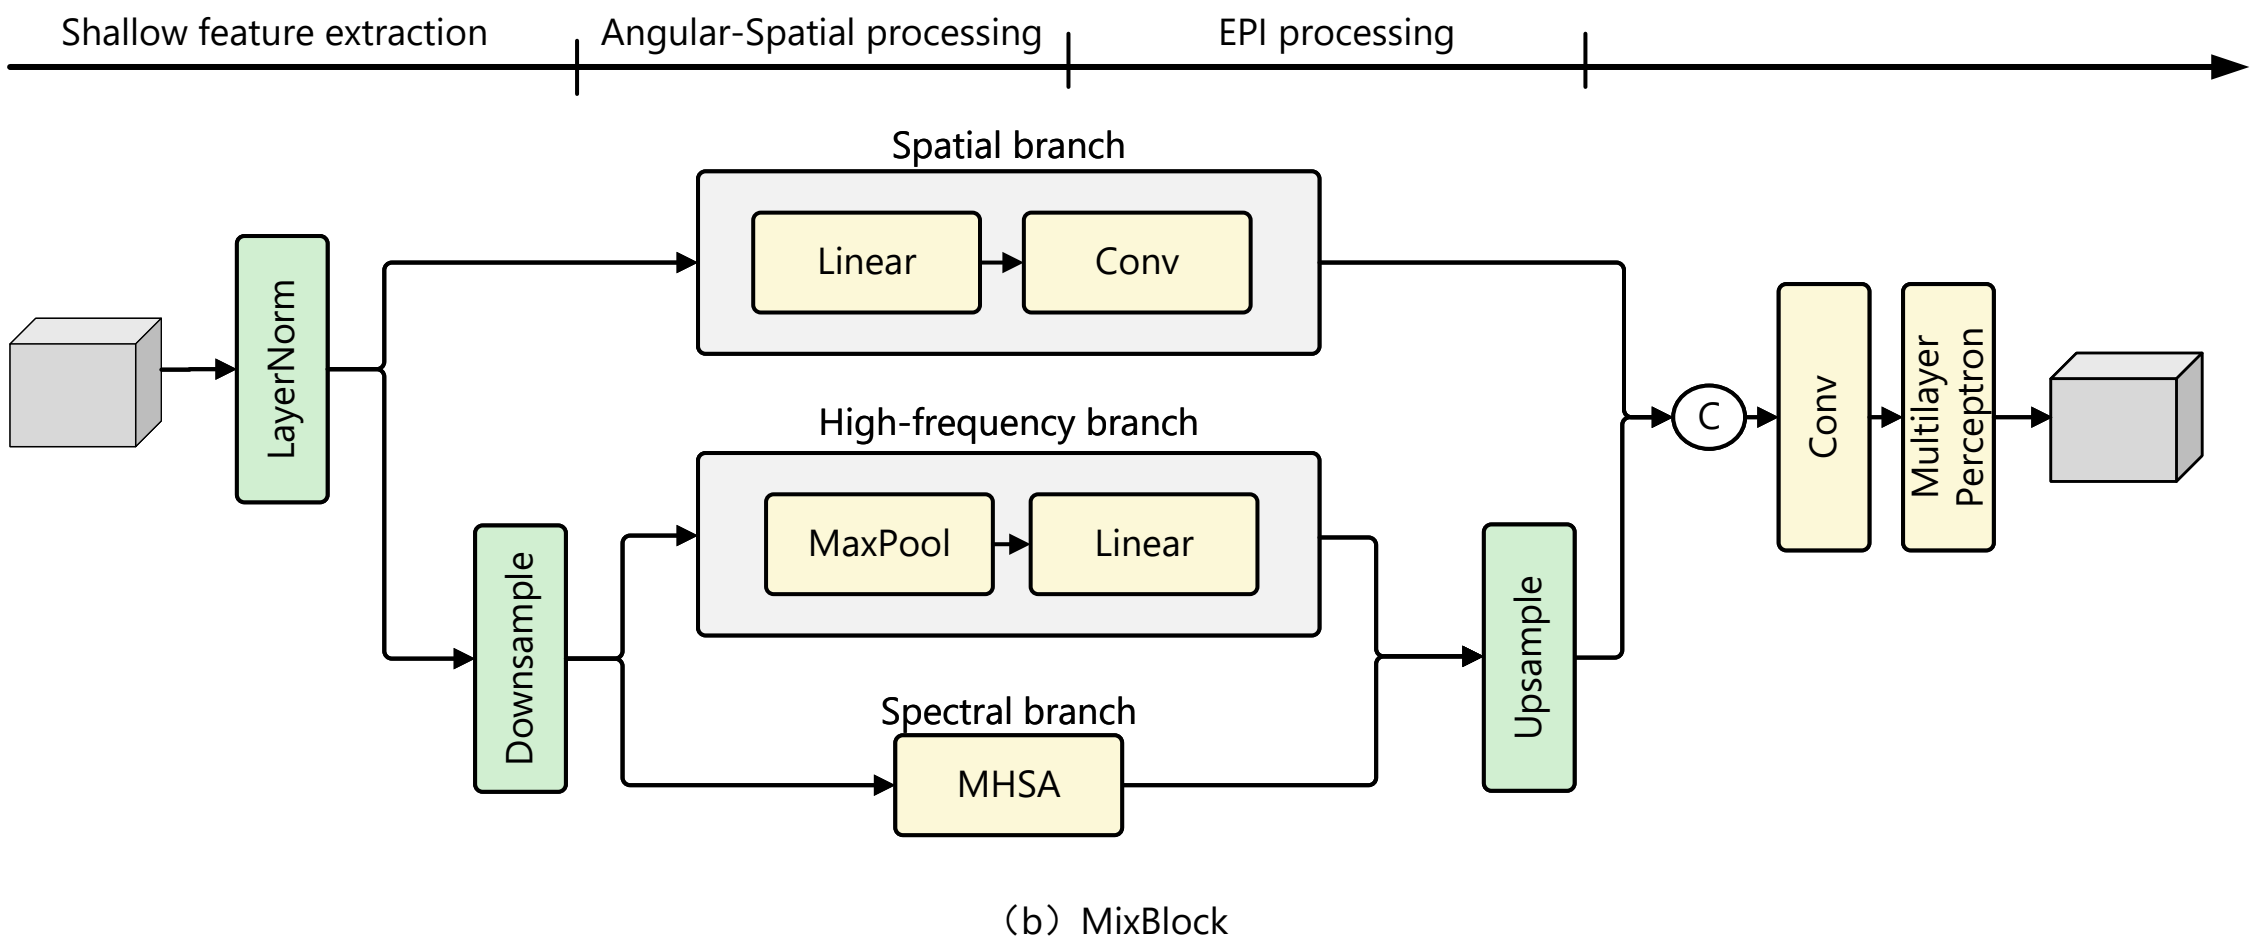 Shallow feature extraction
Angular-Spatial processing
EPI processing
Spatial branch
Linear
Conv
LayerNorm
High-frequency branch
MaxPool
Linear
Downsample
Spectral branch
MHSA
Upsample
C
Conv
Multilayer
Perceptron
（b）MixBlock